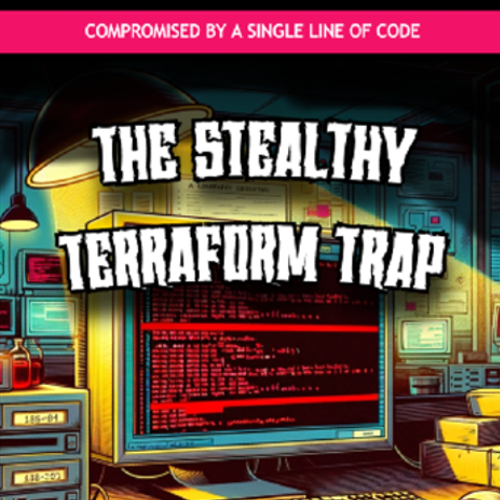 COMPROMISED BY A SINGLE LINE OF CODE
THE STEALTHY
TERRAFORM TRAP